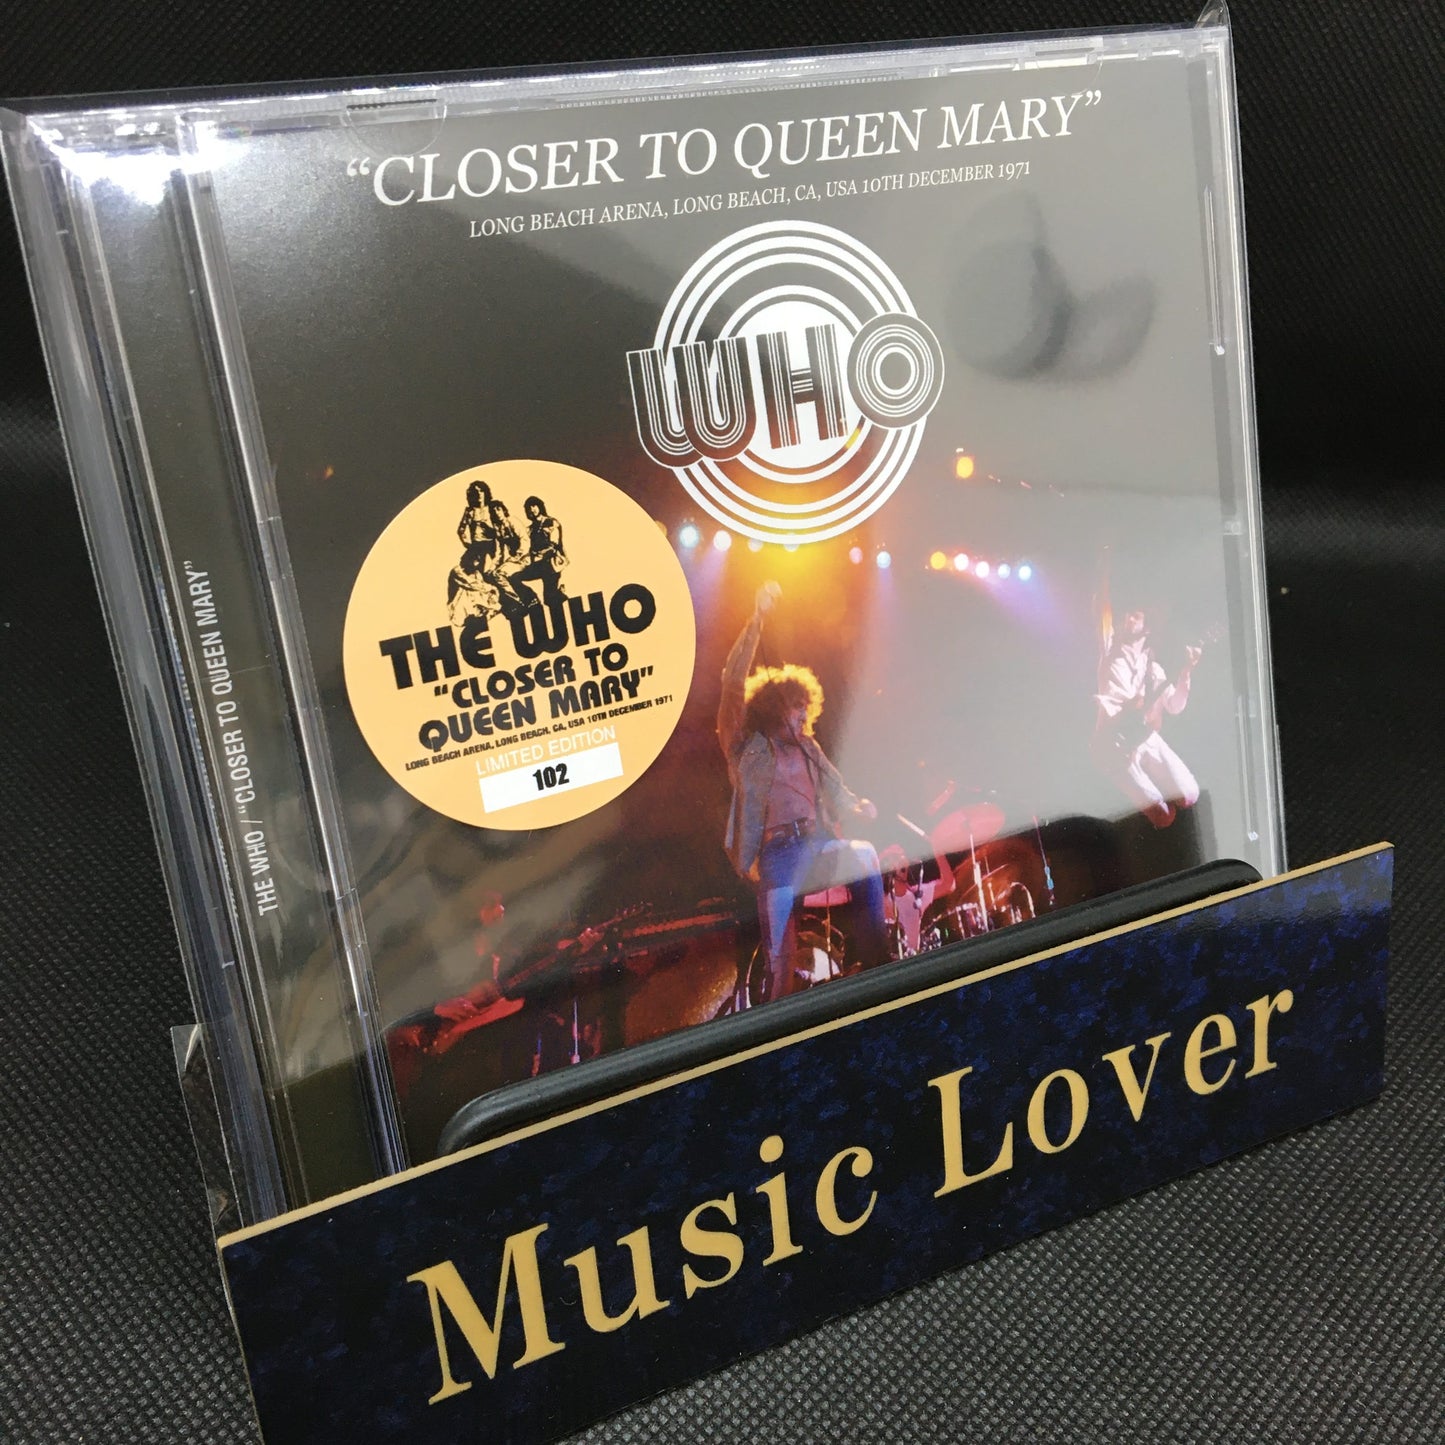 “CLOSER TO QUEEN MARY”
LONG BEACH ARENA, LONG BEACH, CA, USA 10TH DECEMBER 1971
WHO
THE WHO
“CLOSER TO
QUEEN MARY”
LONG BEACH ARENA, LONG BEACH, CA, USA 10TH DECEMBER 1971
LIMITED EDITION
102
THE WHO / “CLOSER TO QUEEN MARY”
Music Lover